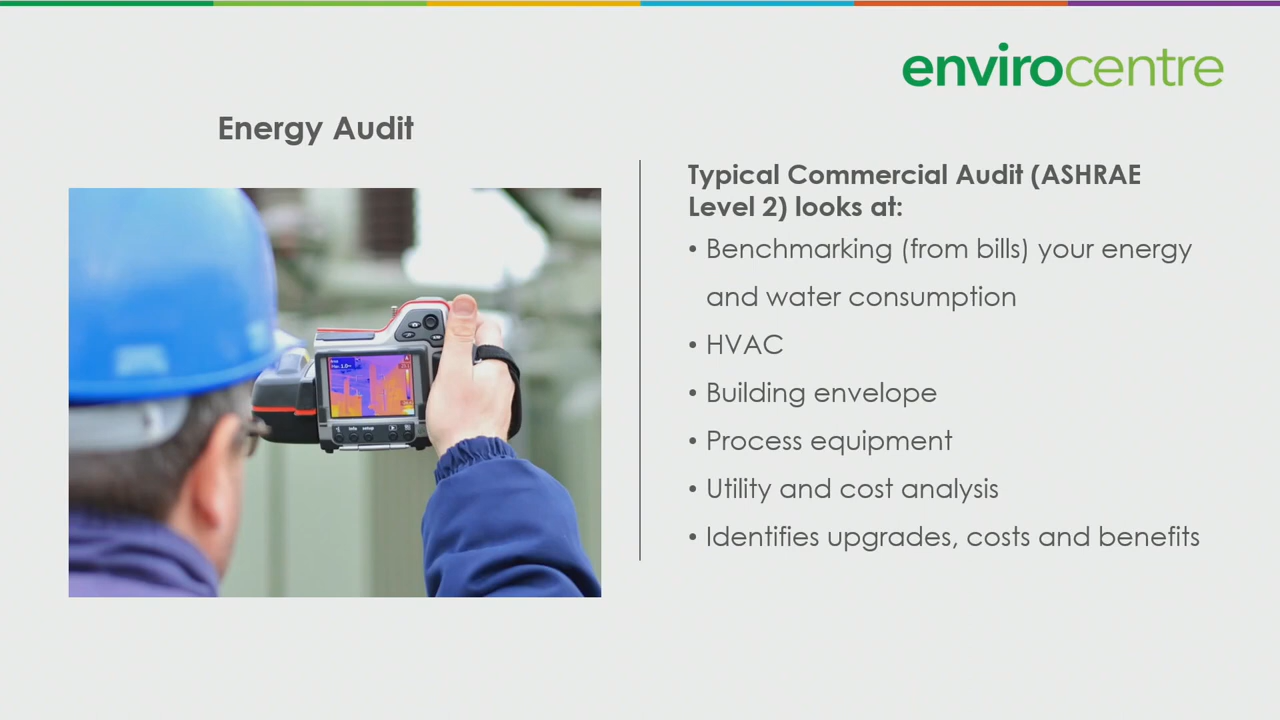 envirocentre
Energy Audit
Typical Commercial Audit (ASHRAE
Level 2) looks at:
• Benchmarking (from bills) your energy
and water consumption
• HVAC
• Building envelope
• Process equipment
• Utility and cost analysis
• Identifies upgrades, costs and benefits